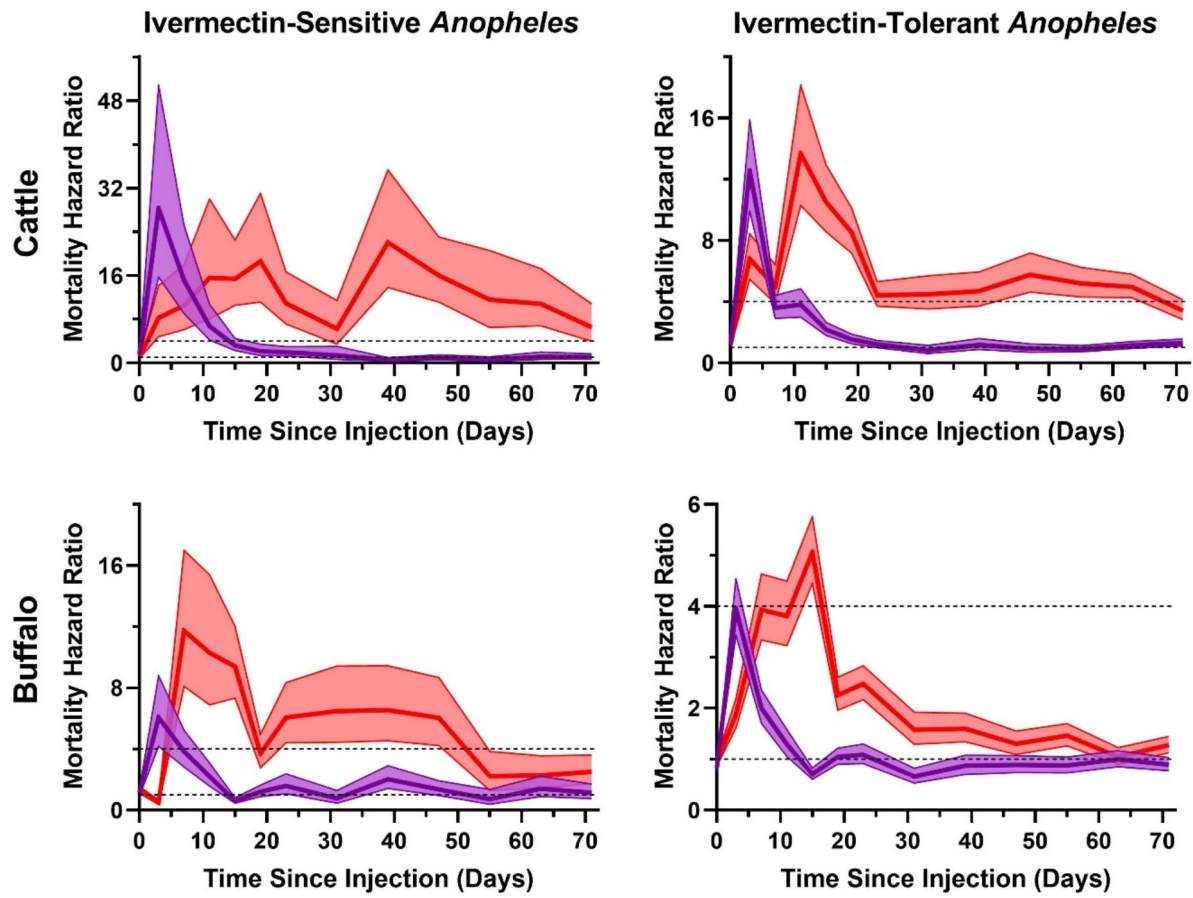 Ivermectin-Sensitive Anopheles
Ivermectin-Tolerant Anopheles
Cattle
Mortality Hazard Ratio
48
32
16
0
0 10 20 30 40 50 60 70
Time Since Injection (Days)
Mortality Hazard Ratio
16
8
0
0 10 20 30 40 50 60 70
Time Since Injection (Days)
Buffalo
Mortality Hazard Ratio
16
8
0
0 10 20 30 40 50 60 70
Time Since Injection (Days)
Mortality Hazard Ratio
6
4
2
0
0 10 20 30 40 50 60 70
Time Since Injection (Days)